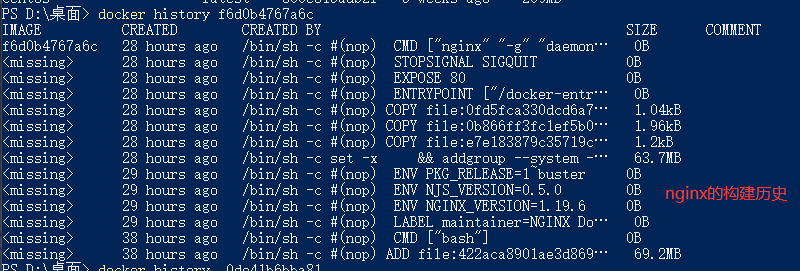 PS D:\桌面> docker history f6d0b4767a6c
IMAGE CREATED CREATED BY SIZE COMMENT
f6d0b4767a6c 28 hours ago /bin/sh -c #(nop) CMD ["nginx" "-g" "daemon… 0B
<missing> 28 hours ago /bin/sh -c #(nop) STOPSIGNAL SIGQUIT 0B
<missing> 28 hours ago /bin/sh -c #(nop) EXPOSE 80 0B
<missing> 28 hours ago /bin/sh -c #(nop) ENTRYPOINT ["/docker-entr… 0B
<missing> 28 hours ago /bin/sh -c #(nop) COPY file:0fd5fca330dcd6a7… 1.04kB
<missing> 28 hours ago /bin/sh -c #(nop) COPY file:0b866ff3fc1ef5b0… 1.96kB
<missing> 28 hours ago /bin/sh -c #(nop) COPY file:e7e183879c35719c… 1.2kB
<missing> 28 hours ago /bin/sh -c set -x && addgroup --system -… 63.7MB
<missing> 29 hours ago /bin/sh -c #(nop) ENV PKG_RELEASE=1~buster 0B
<missing> 29 hours ago /bin/sh -c #(nop) ENV NJS_VERSION=0.5.0 0B
<missing> 29 hours ago /bin/sh -c #(nop) ENV NGINX_VERSION=1.19.6 0B
<missing> 29 hours ago /bin/sh -c #(nop) LABEL maintainer=NGINX Do… 0B
<missing> 38 hours ago /bin/sh -c #(nop) CMD ["bash"] 0B
<missing> 38 hours ago /bin/sh -c #(nop) ADD file:422aca8901ae3d869… 69.2MB
nginx的构建历史
PS D:\桌面> docker history